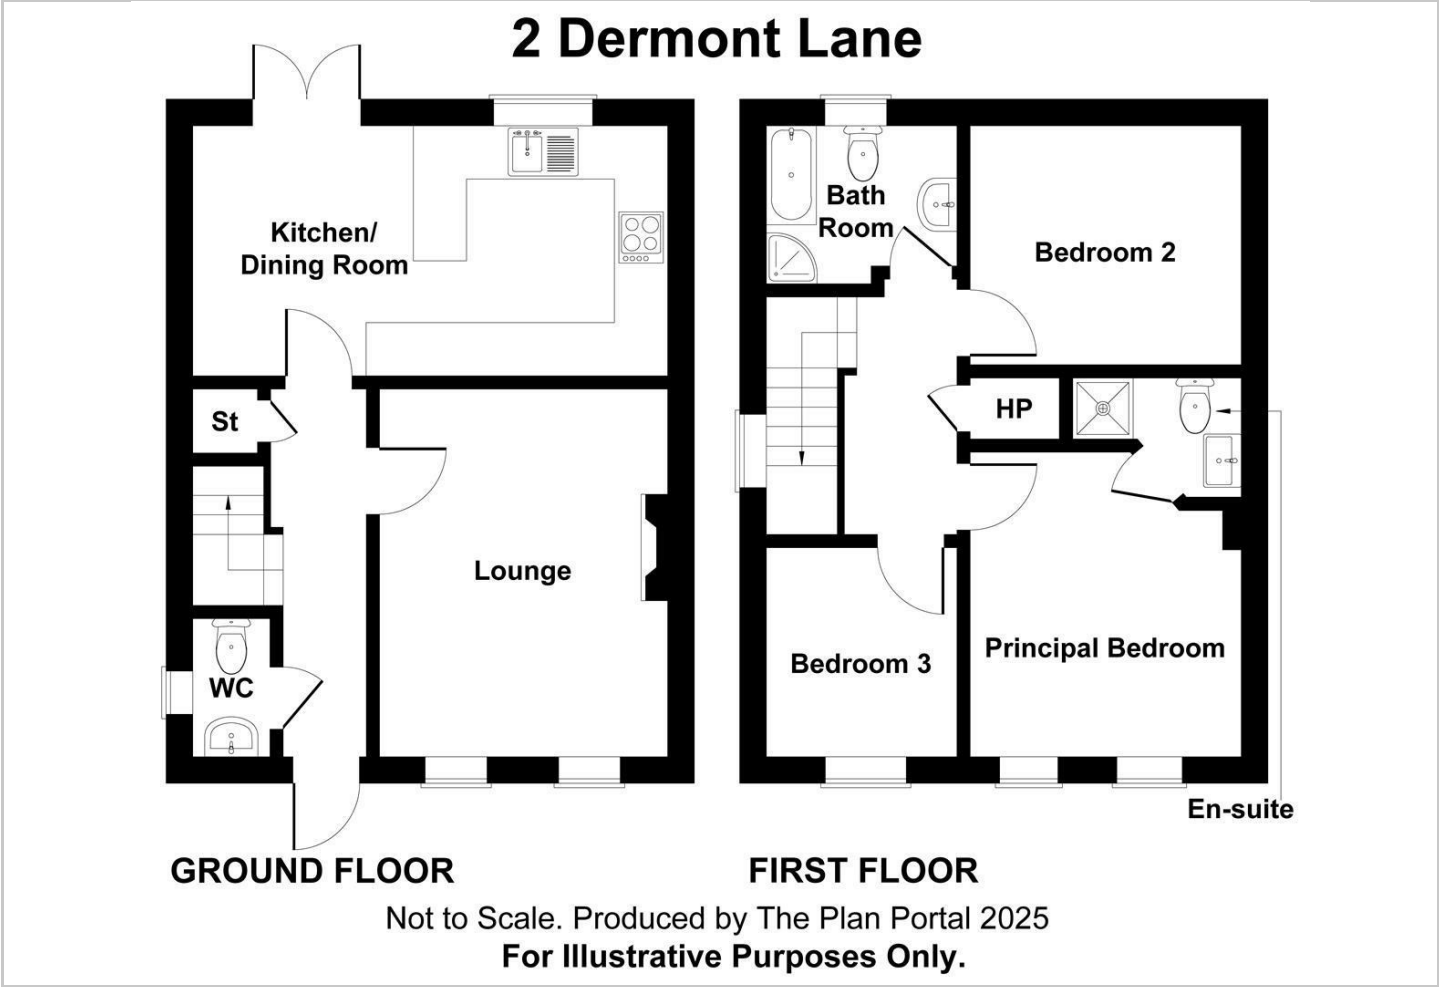 2 Dermont Lane
Kitchen/
Dining Room
St
Lounge
WC
GROUND FLOOR
Bath
Room
Bedroom 2
HP
Bedroom 3
Principal Bedroom
En-suite
FIRST FLOOR
Not to Scale. Produced by The Plan Portal 2025
For Illustrative Purposes Only.